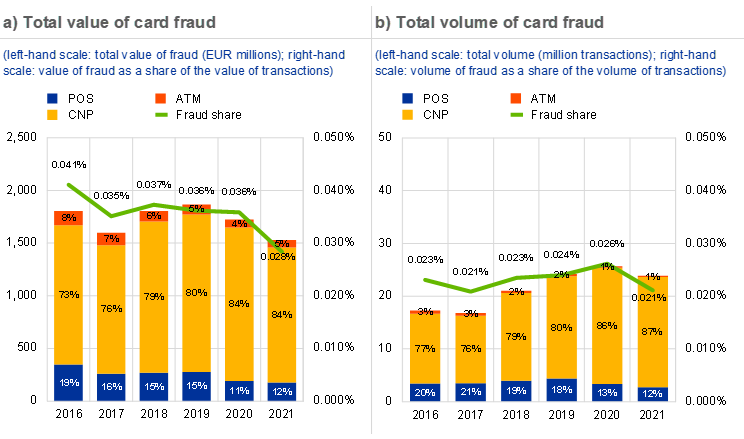 a) Total value of card fraud
(left-hand scale: total value of fraud (EUR millions); right-hand
scale: value of fraud as a share of the value of transactions)
POS ATM
CNP Fraud share
2,500 0.050%
2,000 0.040%
1,500 0.030%
1,000 0.020%
500 0.010%
0 0.000%
0.041% 0.035% 0.037% 0.036% 0.036% 0.028%
8% 7% 6% 5% 4% 5%
73% 76% 79% 80% 84% 84%
19% 16% 15% 15% 11% 12%
2016 2017 2018 2019 2020 2021
b) Total volume of card fraud
(left-hand scale: total volume (million transactions); right-hand
scale: volume of fraud as a share of the volume of transactions)
POS ATM
CNP Fraud share
50 0.050%
40 0.040%
30 0.030%
20 0.020%
10 0.010%
0 0.000%
0.023% 0.021% 0.023% 0.024% 0.026% 0.021%
3% 3% 2% 2% 1% 1%
77% 76% 79% 80% 86% 87%
20% 21% 19% 18% 13% 12%
2016 2017 2018 2019 2020 2021